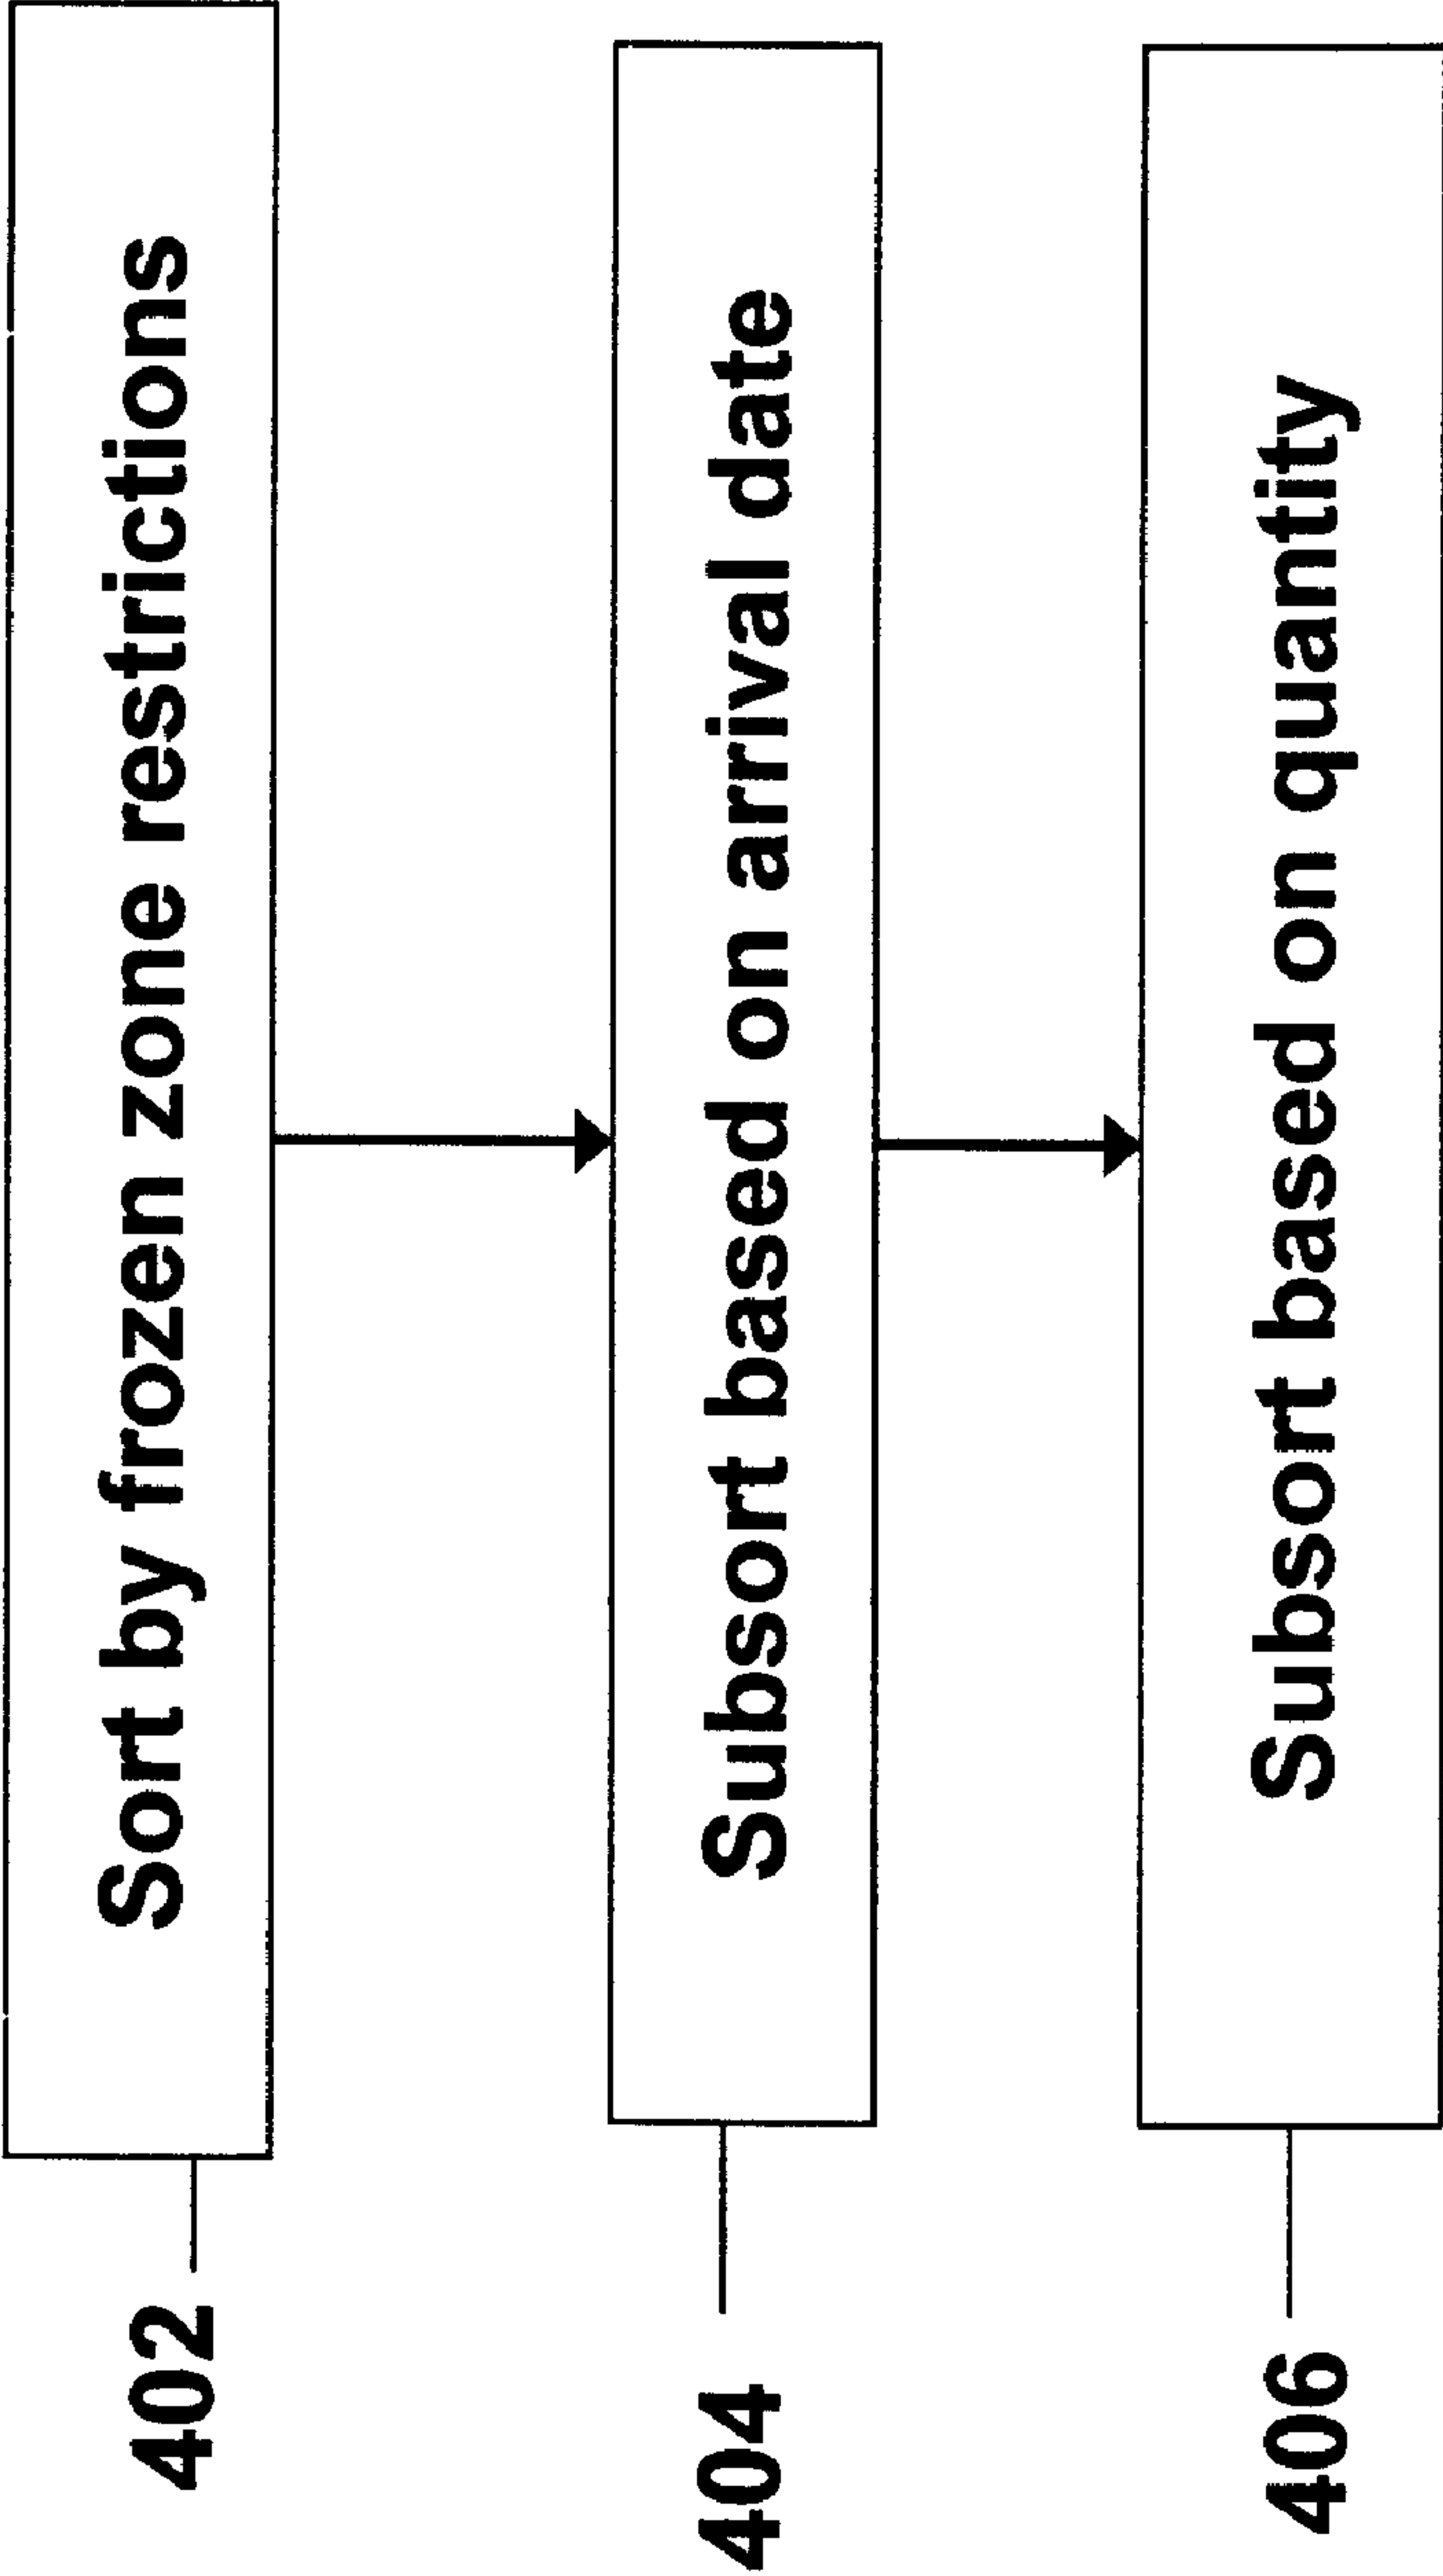 402
Sort by frozen zone restrictions
404
Subsort based on arrival date
406
Subsort based on quantity